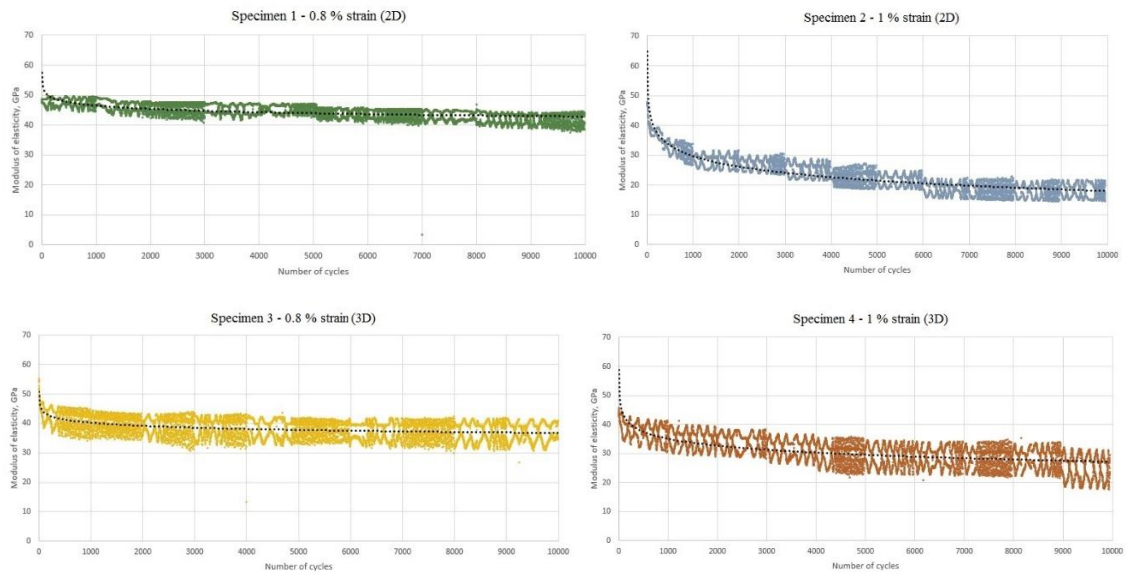 Specimen 1 - 0.8 % strain (2D)
70
60
50
40
30
20
10
0
Modulus of elasticity, GPa
0 1000 2000 3000 4000 5000 6000 7000 8000 9000 10000
Number of cycles
Specimen 2 - 1 % strain (2D)
70
60
50
40
30
20
10
0
Modulus of elasticity, GPa
0 1000 2000 3000 4000 5000 6000 7000 8000 9000 10000
Number of cycles
Specimen 3 - 0.8 % strain (3D)
70
60
50
40
30
20
10
0
Modulus of elasticity, GPa
0 1000 2000 3000 4000 5000 6000 7000 8000 9000 10000
Number of cycles
Specimen 4 - 1 % strain (3D)
70
60
50
40
30
20
10
0
Modulus of elasticity, GPa
0 1000 2000 3000 4000 5000 6000 7000 8000 9000 10000
Number of cycles